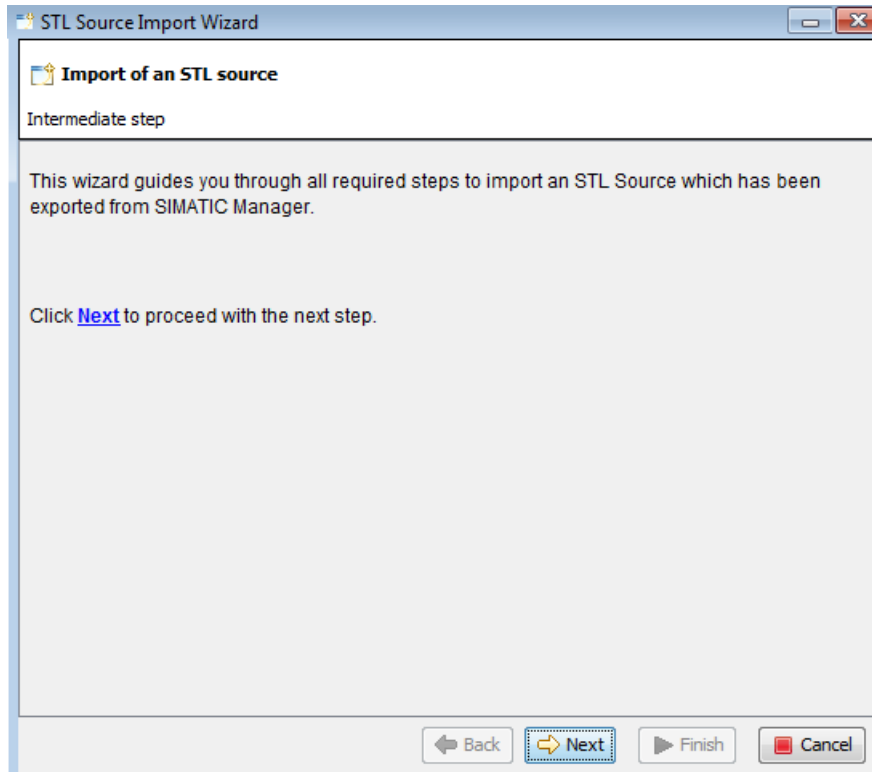 STL Source Import Wizard
Import of an STL source
Intermediate step
This wizard guides you through all required steps to import an STL Source which has been
exported from SIMATIC Manager.
Click Next to proceed with the next step.
Back Next Finish Cancel